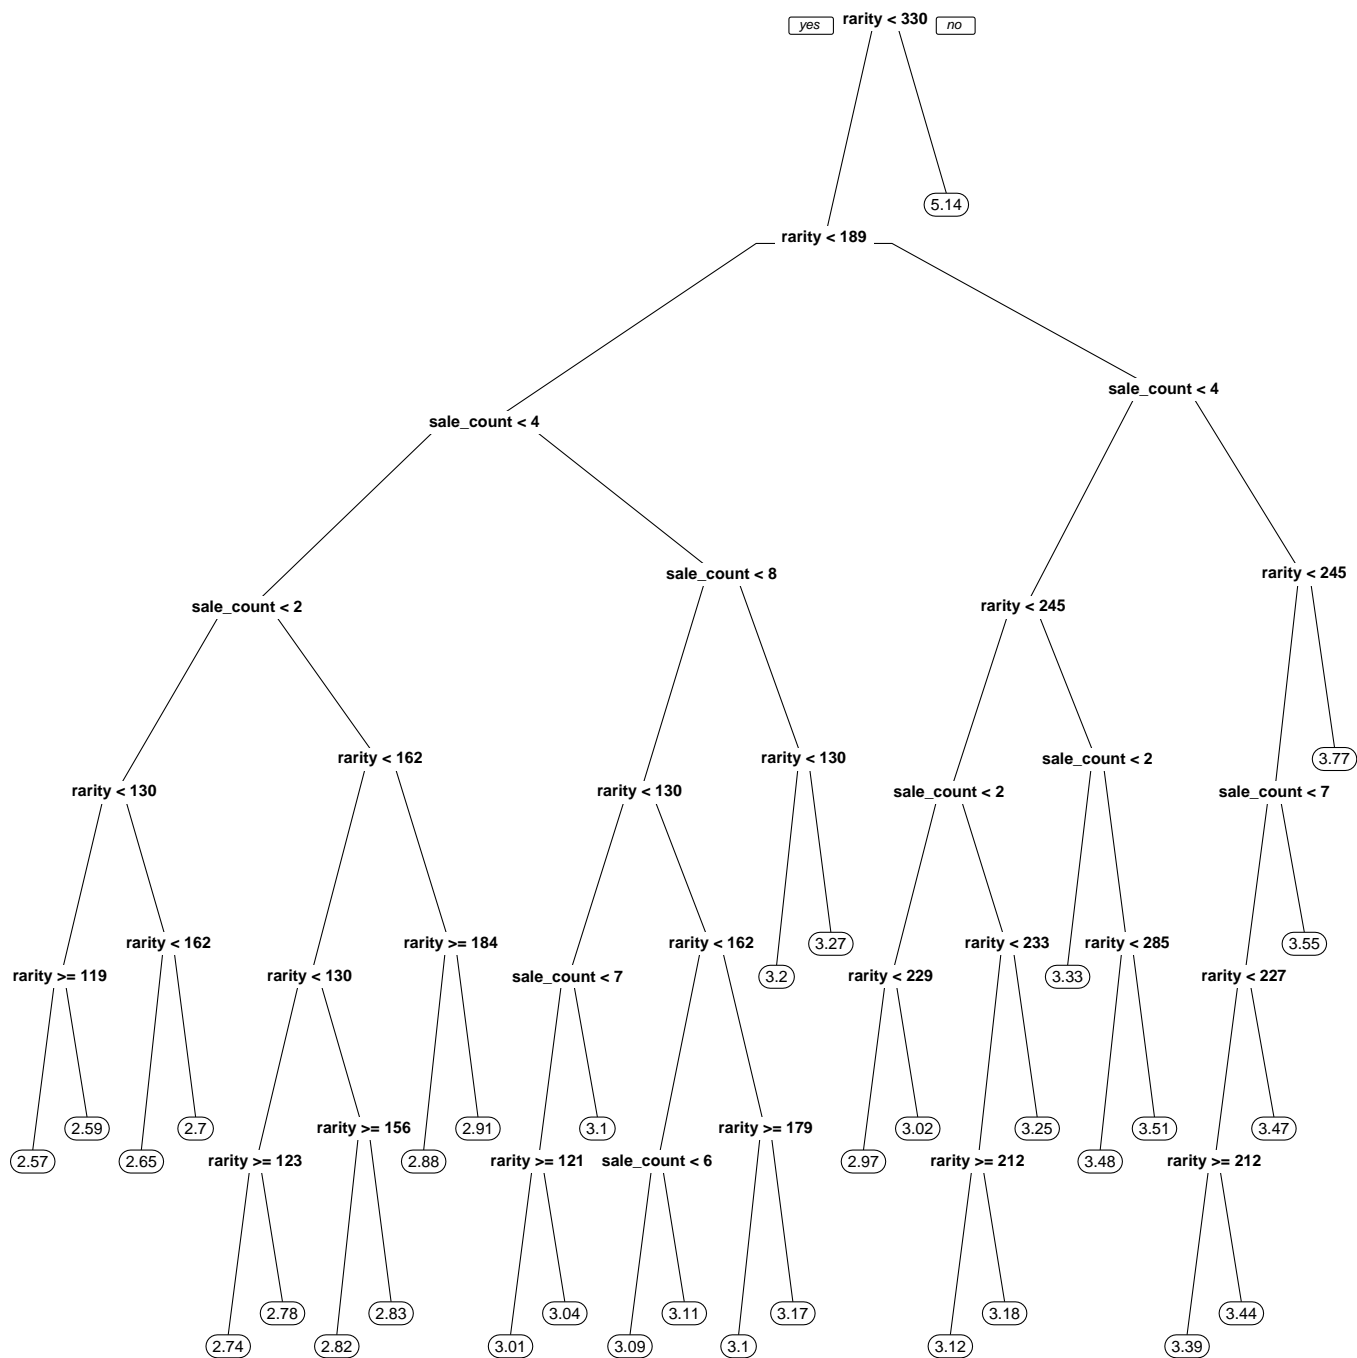 yes rarity < 330 no
5.14
rarity < 189
sale_count < 4
sale_count < 4
rarity < 245
sale_count < 8
sale_count < 2 rarity < 245
rarity < 162 rarity < 130 sale_count < 2 3.77
rarity < 130 rarity < 130 sale_count < 2 sale_count < 7
rarity < 162 rarity >= 184 rarity < 162 3.27 rarity < 233 rarity < 285 3.55
rarity >= 119 rarity < 130 sale_count < 7 3.2 rarity < 229 3.33 rarity < 227
2.59 2.7 rarity >= 156 2.91 3.1 rarity >= 179 3.02 3.25 3.51 3.47
2.57 2.65 rarity >= 123 2.88 rarity >= 121 sale_count < 6 2.97 rarity >= 212 3.48 rarity >= 212
2.78 2.83 3.04 3.11 3.17 3.18 3.44
2.74 2.82 3.01 3.09 3.1 3.12 3.39